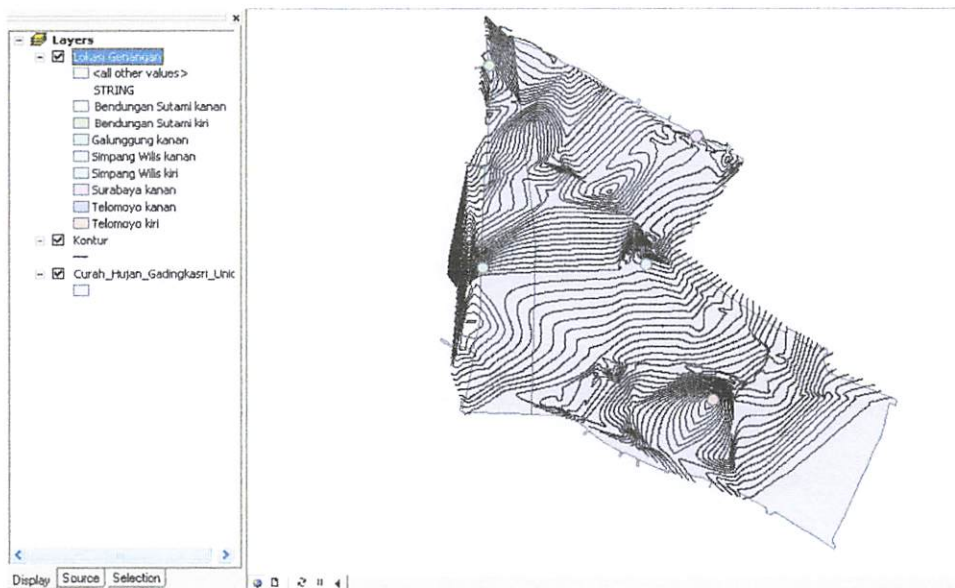 Layers
Lokasi Genangan
<all other values>
STRING
Bendungan Sutami kanan
Bendungan Sutami kiri
Galunggung kanan
Simpang Wilis kanan
Simpang Wilis kiri
Surabaya kanan
Telomoyo kanan
Telomoyo kiri
Kontur
Curah_Hujan_Gadingkasri_Unio
Display Source Selection